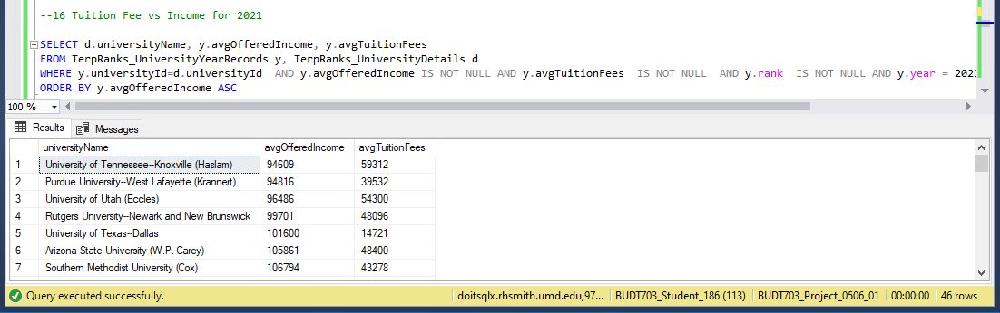 --16 Tuition Fee vs Income for 2021
SELECT d.universityName, y.avgOfferedIncome, y.avgTuitionFees
FROM TerpRanks_UniversityYearRecords y, TerpRanks_UniversityDetails d
WHERE y.universityId=d.universityId  AND y.avgOfferedIncome IS NOT NULL AND y.avgTuitionFees  IS NOT NULL  AND y.rank  IS NOT NULL AND y.year = 2021
ORDER BY y.avgOfferedIncome ASC
100 %
Results Messages
universityName avgOfferedIncome avgTuitionFees
1 University of Tennessee--Knoxville (Haslam) 94609 59312
2 Purdue University--West Lafayette (Krannert) 94816 39532
3 University of Utah (Eccles) 96486 54300
4 Rutgers University--Newark and New Brunswick 99701 48096
5 University of Texas--Dallas 101600 14721
6 Arizona State University (W.P. Carey) 105861 48400
7 Southern Methodist University (Cox) 106794 43278
Query executed successfully. doitsqlx.rhsmith.umd.edu,97... BUDT703_Student_186 (113) BUDT703_Project_0506_01 00:00:00 46 rows